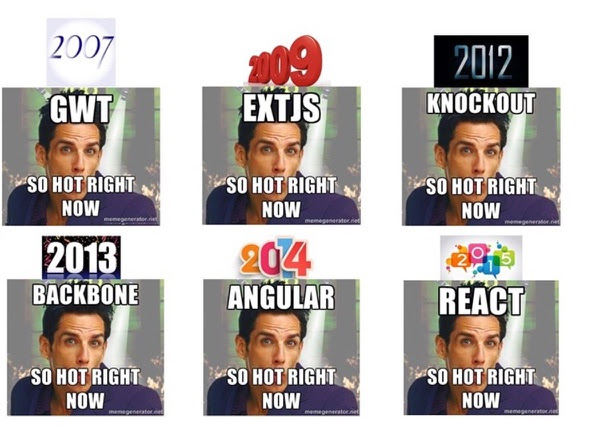 2007
2009
2012
GWT
SO HOT RIGHT
NOW
memegenerator.net
EXTJS
SO HOT RIGHT
NOW
memegenerator.net
KNOCKOUT
SO HOT RIGHT
NOW
memegenerator.net
2013
2014
2015
BACKBONE
SO HOT RIGHT
NOW
memegenerator.net
ANGULAR
SO HOT RIGHT
NOW
memegenerator.net
REACT
SO HOT RIGHT
NOW
memegenerator.net